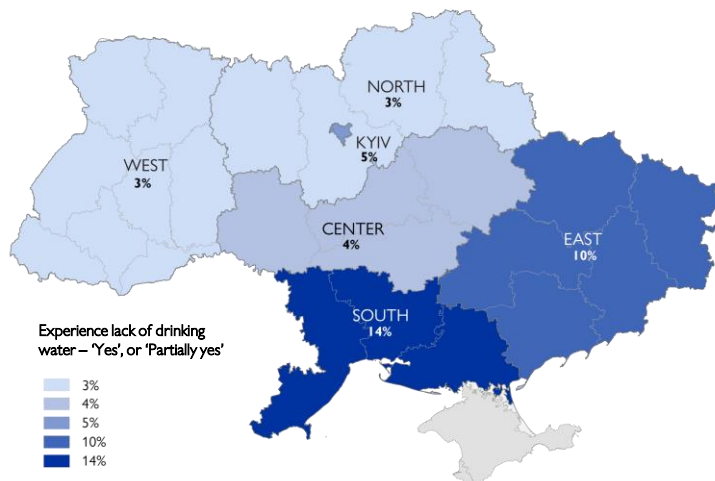 NORTH
3%
KYIV
5%
WEST
3%
CENTER
4%
EAST
10%
SOUTH
14%
Experience lack of drinking
water – ‘Yes’, or ‘Partially yes’
3%
4%
5%
10%
14%